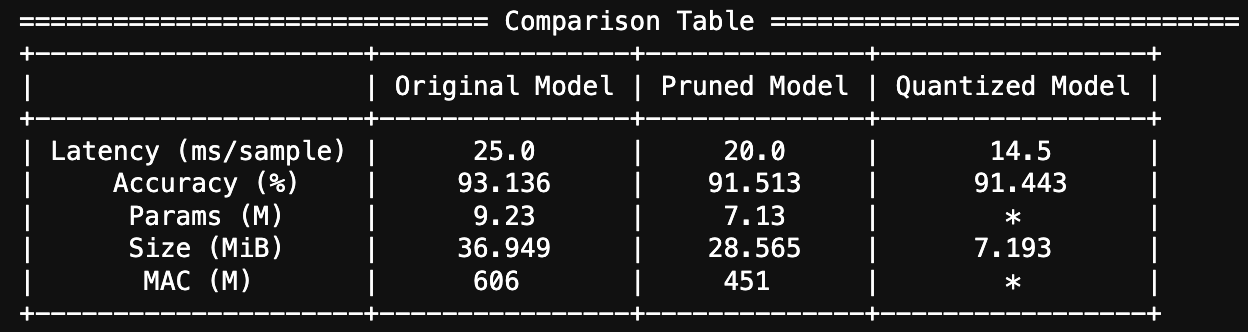 ============================== Comparison Table ==============================
+---------------------+----------------+--------------+-----------------+
|                     | Original Model | Pruned Model | Quantized Model |
+---------------------+----------------+--------------+-----------------+
| Latency (ms/sample) |      25.0      |     20.0     |       14.5      |
|     Accuracy (%)    |     93.136     |    91.513    |      91.443     |
|      Params (M)     |      9.23      |     7.13     |        *        |
|      Size (MiB)     |     36.949     |    28.565    |      7.193      |
|       MAC (M)       |      606       |     451      |        *        |
+---------------------+----------------+--------------+-----------------+